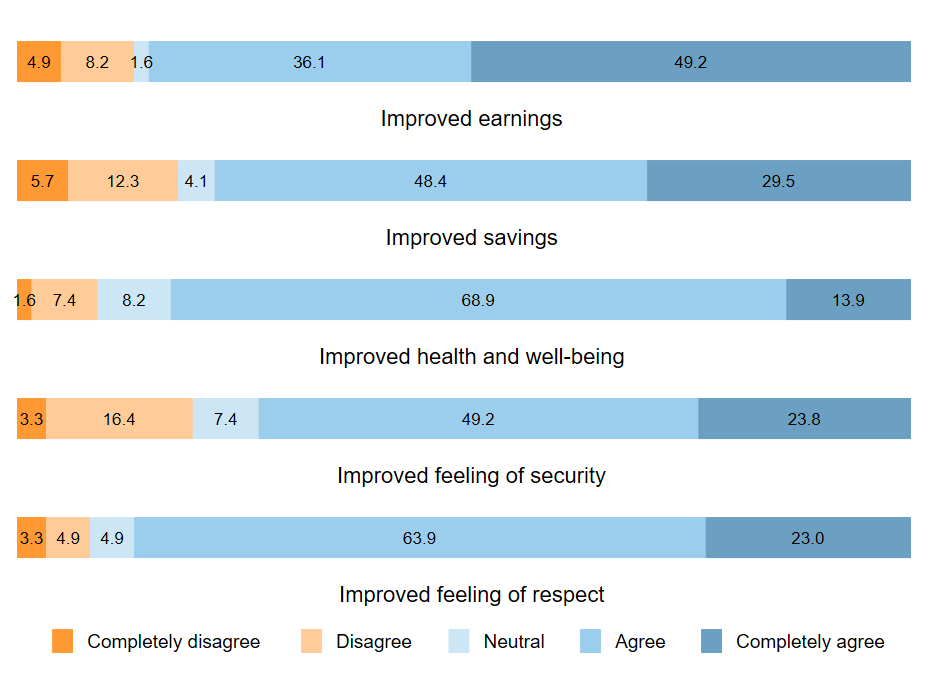 4.9 8.2 1.6 36.1 49.2
Improved earnings
5.7 12.3 4.1 48.4 29.5
Improved savings
1.6 7.4 8.2 68.9 13.9
Improved health and well-being
3.3 16.4 7.4 49.2 23.8
Improved feeling of security
3.3 4.9 4.9 63.9 23.0
Improved feeling of respect
Completely disagree Disagree Neutral Agree Completely agree